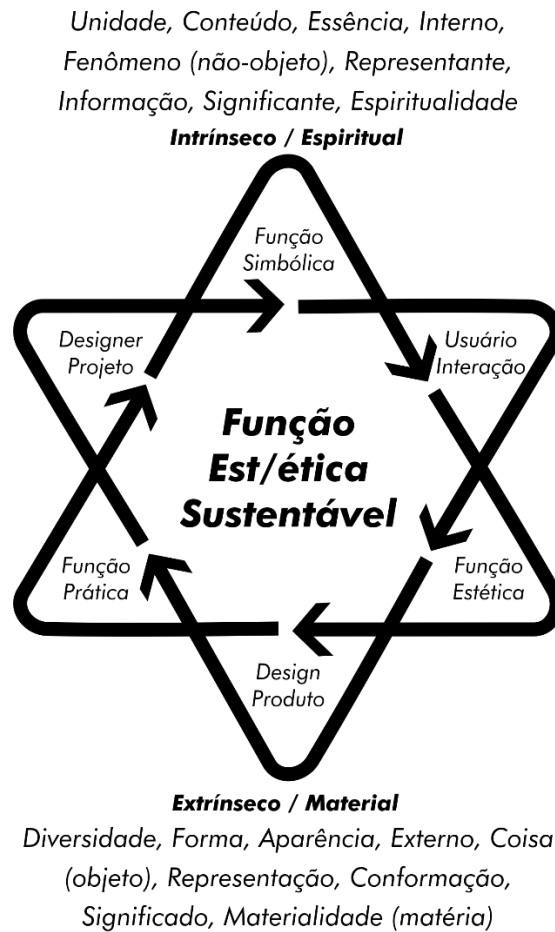 Unidade, Conteúdo, Essência, Interno,
Fenômeno (não-objeto), Representante,
Informação, Significante, Espiritualidade
Intrínseco / Espiritual
Função
Simbólica
Designer
Projeto
Usuário
Interação
Função
Est/ética
Sustentável
Função
Prática
Função
Estética
Design
Produto
Extrínseco / Material
Diversidade, Forma, Aparência, Externo, Coisa
(objeto), Representação, Conformação,
Significado, Materialidade (matéria)